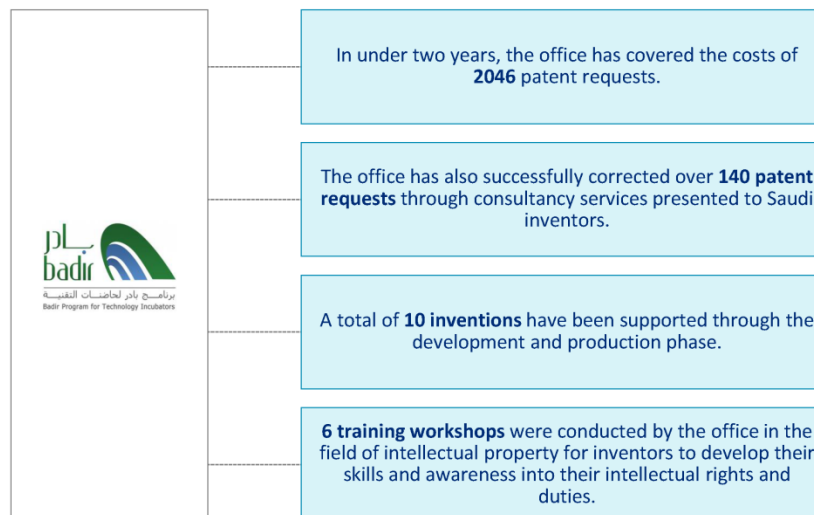 بادر
badir
برنامـــج بادر لحاضنـــات التقنيـــة
Badir Program for Technology Incubators
In under two years, the office has covered the costs of
2046 patent requests.
The office has also successfully corrected over 140 patent
requests through consultancy services presented to Saudi
inventors.
A total of 10 inventions have been supported through the
development and production phase.
6 training workshops were conducted by the office in the
field of intellectual property for inventors to develop their
skills and awareness into their intellectual rights and
duties.